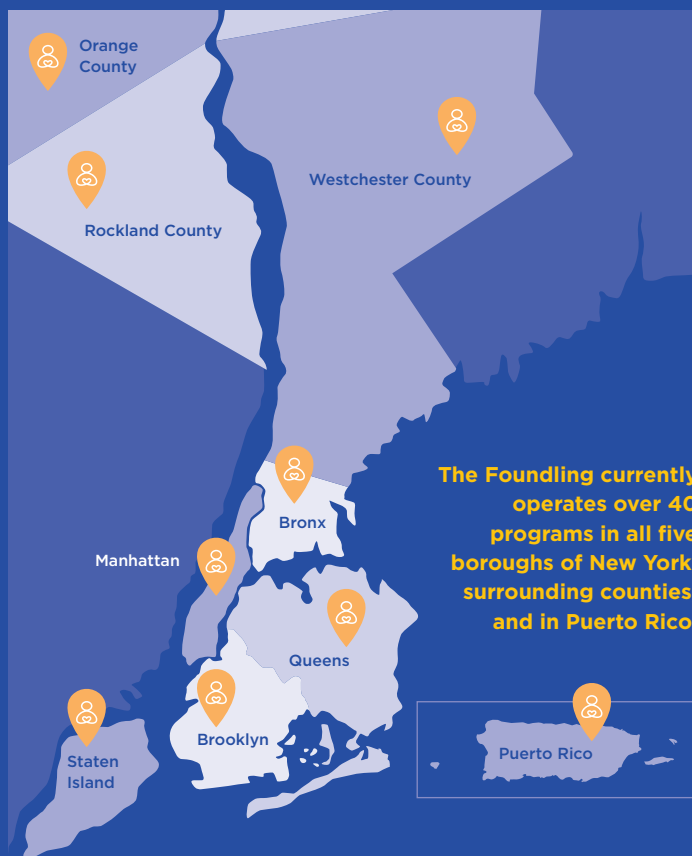 Orange
County
Westchester County
Rockland County
The Foundling currently
operates over 40
programs in all five
boroughs of New York
surrounding counties
and in Puerto Rico
Bronx
Manhattan
Queens
Brooklyn
Staten
Island
Puerto Rico